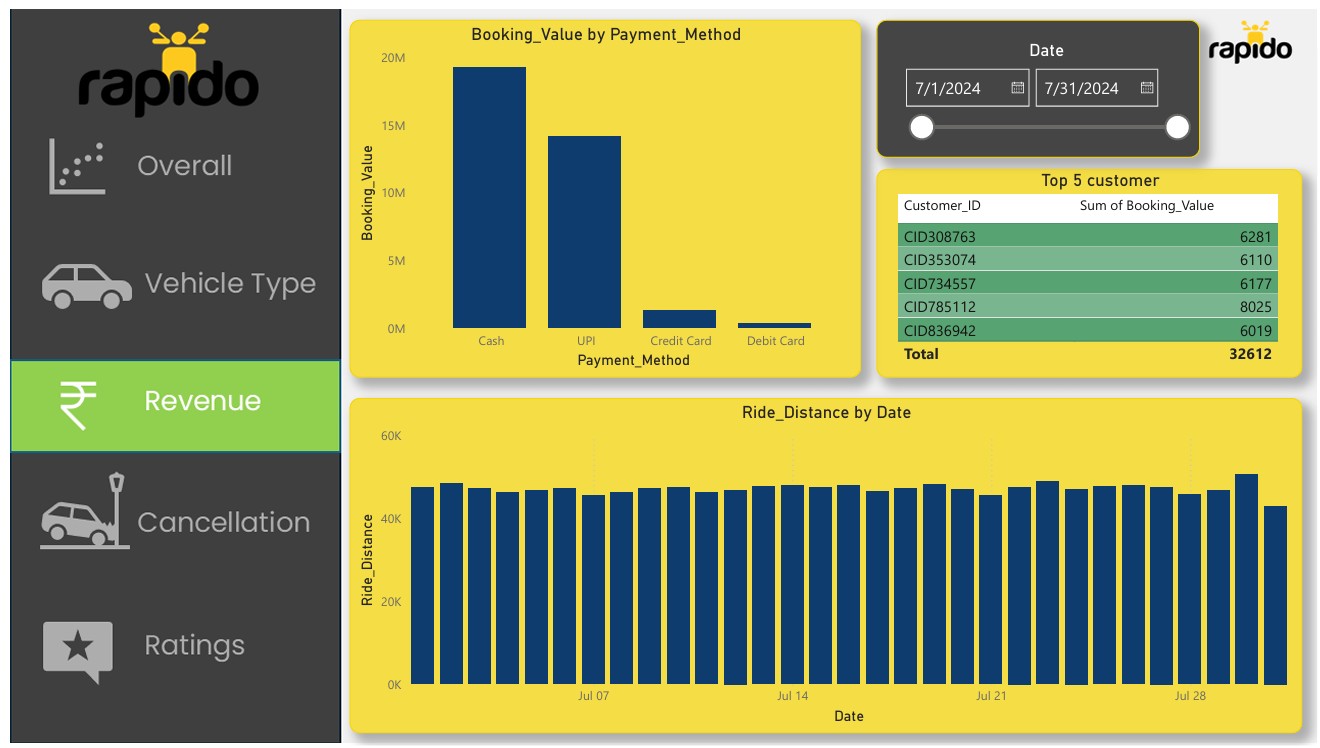 rapido
Overall
Vehicle Type
Revenue
Cancellation
Ratings
Booking_Value by Payment_Method
Booking_Value
20M
15M
10M
5M
0M
Cash UPI Credit Card Debit Card
Payment_Method
Date
7/1/2024 7/31/2024
rapido
Top 5 customer
Customer_ID Sum of Booking_Value
CID308763 6281
CID353074 6110
CID734557 6177
CID785112 8025
CID836942 6019
Total 32612
Ride_Distance by Date
Ride_Distance
60K
40K
20K
0K
Jul 07 Jul 14 Jul 21 Jul 28
Date